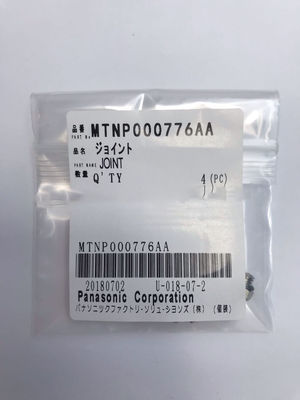 品番 MTNP000776AA
PART No.
品名 ジョイント
PART NAME JOINT
数量 4 (PC)
Q'TY
MTNP000776AA
20180702 U-018-07-2
Panasonic Corporation
パナソニックファクトリーソリューションズ (株) (個装)